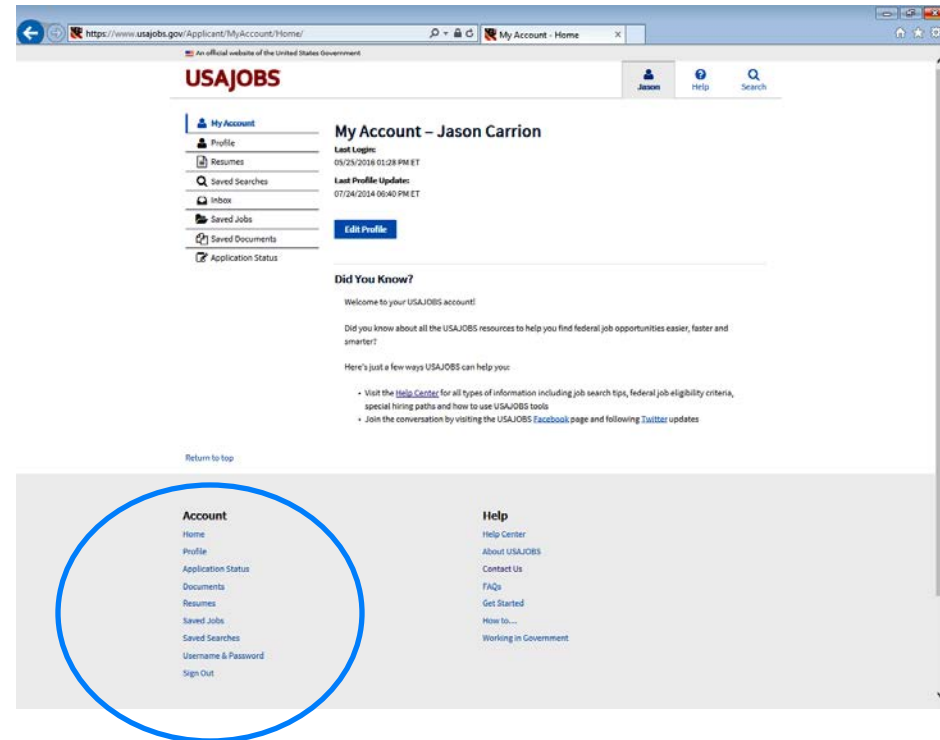 https://www.usajobs.gov/Applicant/MyAccount/Home/
My Account - Home
An official website of the United States Government
USAJOBS
Jason
Help
Search
My Account
Profile
Resumes
Saved Searches
Inbox
Saved Jobs
Saved Documents
Application Status
My Account – Jason Carrion
Last Login:
05/25/2016 01:28 PM ET
Last Profile Update:
07/24/2014 06:40 PM ET
Edit Profile
Did You Know?
Welcome to your USAJOBS account!
Did you know about all the USAJOBS resources to help you find federal job opportunities easier, faster and
smarter?
Here's just a few ways USAJOBS can help you:
• Visit the Help Center for all types of information including job search tips, federal job eligibility criteria,
special hiring paths and how to use USAJOBS tools
• Join the conversation by visiting the USAJOBS Facebook page and following Twitter updates
Return to top
Account
Home
Profile
Application Status
Documents
Resumes
Saved Jobs
Saved Searches
Username & Password
Sign Out
Help
Help Center
About USAJOBS
Contact Us
FAQs
Get Started
How to....
Working in Government